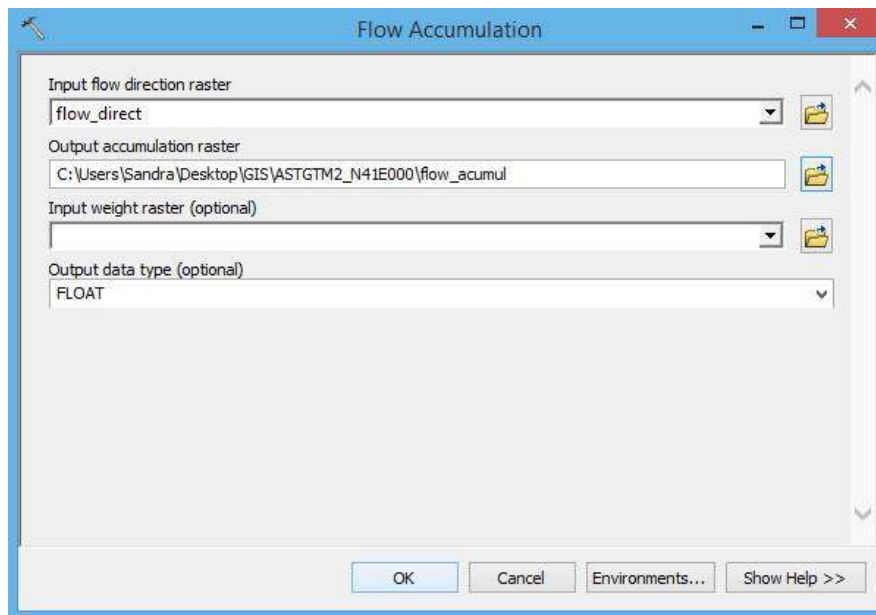 Flow Accumulation
Input flow direction raster
flow_direct
Output accumulation raster
C:\Users\Sandra\Desktop\GIS\ASTGTM2_N41E000\flow_acumul
Input weight raster (optional)
Output data type (optional)
FLOAT
OK Cancel Environments... Show Help >>